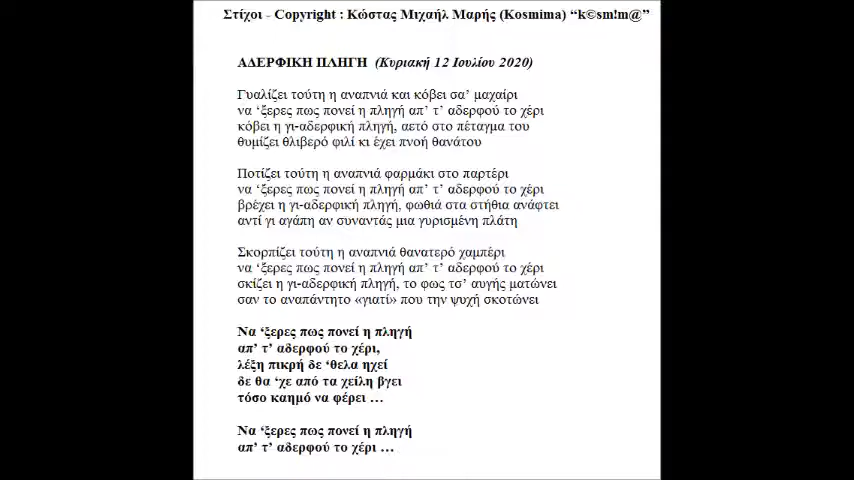 Στίχοι - Copyright : Κώστας Μιχαήλ Μαρής (Kosmima) “k©sm!m@”
ΑΔΕΡΦΙΚΗ ΠΛΗΓΗ (Κυριακή 12 Ιουλίου 2020)
Γυαλίζει τούτη η αναπνιά και κόβει σα’ μαχαίρι
να ‘ξερες πως πονεί η πληγή απ’ τ’ αδερφού το χέρι
κόβει η γι-αδερφική πληγή, αετό στο πέταγμα του
θυμίζει θλιβερό φιλί κι έχει πνοή θανάτου
Ποτίζει τούτη η αναπνιά φαρμάκι στο παρτέρι
να ‘ξερες πως πονεί η πληγή απ’ τ’ αδερφού το χέρι
βρέχει η γι-αδερφική πληγή, φωθιά στα στήθια ανάφτει
αντί γι αγάπη αν συναντάς μια γυρισμένη πλάτη
Σκορπίζει τούτη η αναπνιά θανατερό χαμπέρι
να ‘ξερες πως πονεί η πληγή απ’ τ’ αδερφού το χέρι
σκίζει η γι-αδερφική πληγή, το φως τσ’ αυγής ματώνει
σαν το αναπάντητο «γιατί» που την ψυχή σκοτώνει
Να ‘ξερες πως πονεί η πληγή
απ’ τ’ αδερφού το χέρι,
λέξη πικρή δε ‘θελα ηχεί
δε θα ‘χε από τα χείλη βγει
τόσο καημό να φέρει …
Να ‘ξερες πως πονεί η πληγή
απ’ τ’ αδερφού το χέρι …